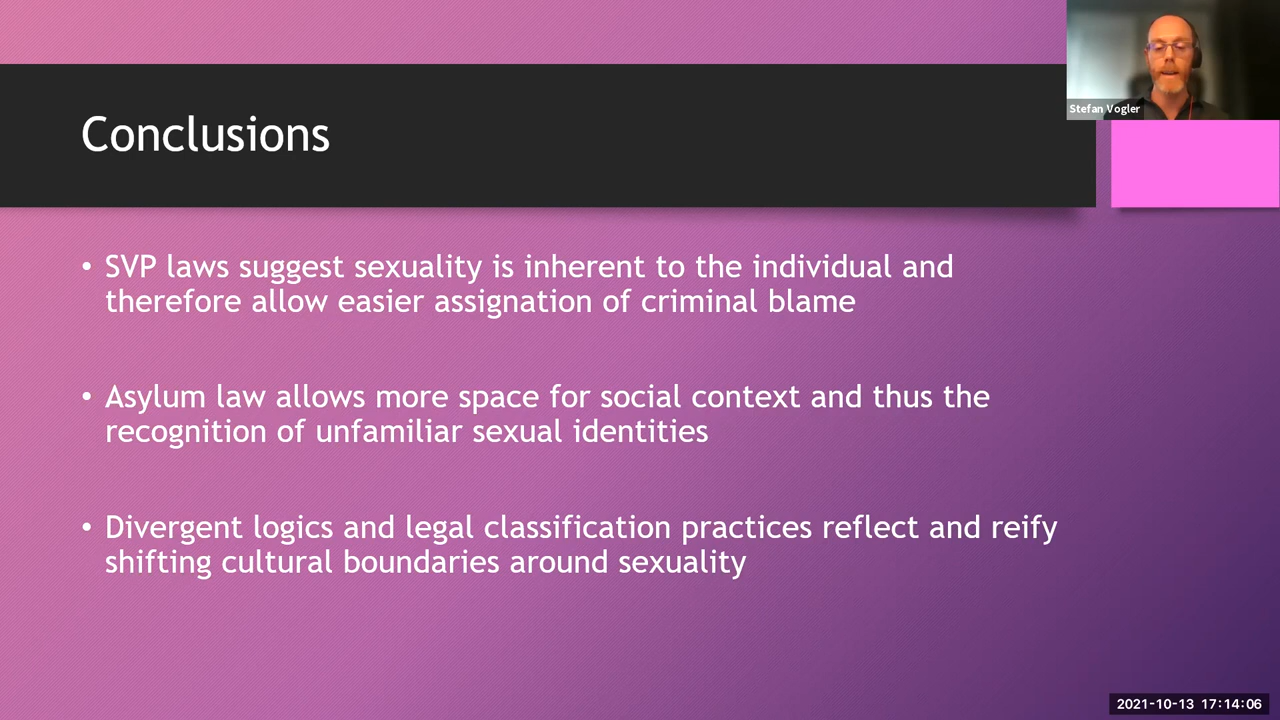 Stefan Vogler
Conclusions
• SVP laws suggest sexuality is inherent to the individual and
therefore allow easier assignation of criminal blame
• Asylum law allows more space for social context and thus the
recognition of unfamiliar sexual identities
• Divergent logics and legal classification practices reflect and reify
shifting cultural boundaries around sexuality
2021-10-13 17:14:06